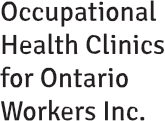 Occupational
Health Clinics
for Ontario
Workers Inc.